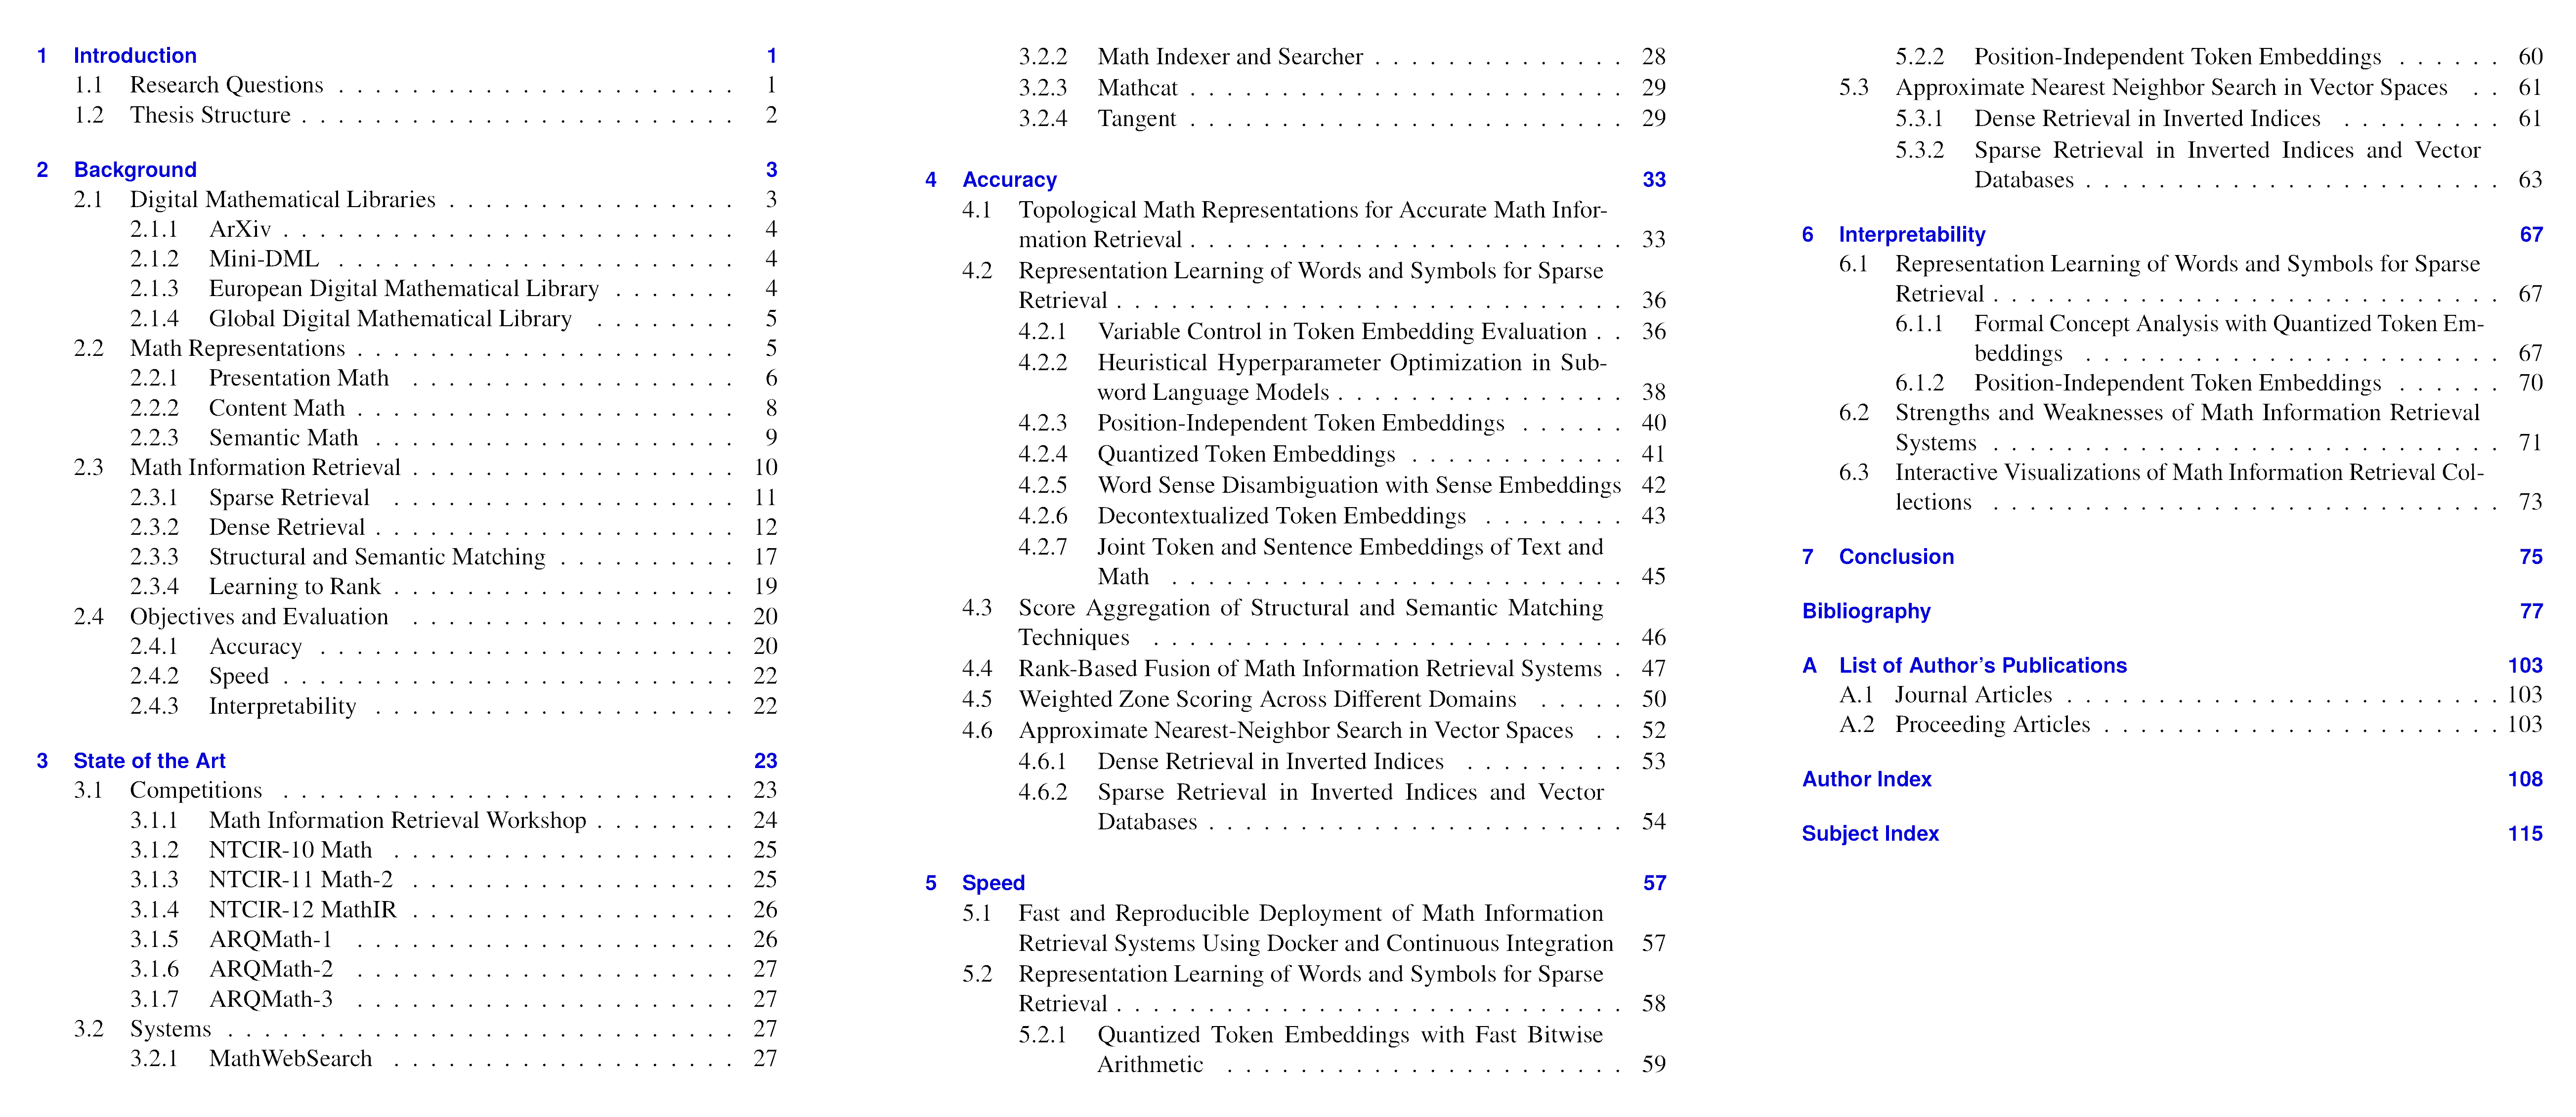 1 Introduction 1
1.1 Research Questions . . . . . . . . . . . . . . . . . . . . . . 1
1.2 Thesis Structure . . . . . . . . . . . . . . . . . . . . . . . . 2
2 Background 3
2.1 Digital Mathematical Libraries . . . . . . . . . . . . . . . . 3
2.1.1 ArXiv . . . . . . . . . . . . . . . . . . . . . . . . . 4
2.1.2 Mini-DML . . . . . . . . . . . . . . . . . . . . . . 4
2.1.3 European Digital Mathematical Library . . . . . . . 4
2.1.4 Global Digital Mathematical Library . . . . . . . . 5
2.2 Math Representations . . . . . . . . . . . . . . . . . . . . . 5
2.2.1 Presentation Math . . . . . . . . . . . . . . . . . . 6
2.2.2 Content Math . . . . . . . . . . . . . . . . . . . . . 8
2.2.3 Semantic Math . . . . . . . . . . . . . . . . . . . . 9
2.3 Math Information Retrieval . . . . . . . . . . . . . . . . . . 10
2.3.1 Sparse Retrieval . . . . . . . . . . . . . . . . . . . 11
2.3.2 Dense Retrieval . . . . . . . . . . . . . . . . . . . . 12
2.3.3 Structural and Semantic Matching . . . . . . . . . . 17
2.3.4 Learning to Rank . . . . . . . . . . . . . . . . . . . 19
2.4 Objectives and Evaluation . . . . . . . . . . . . . . . . . . 20
2.4.1 Accuracy . . . . . . . . . . . . . . . . . . . . . . . 20
2.4.2 Speed . . . . . . . . . . . . . . . . . . . . . . . . . 22
2.4.3 Interpretability . . . . . . . . . . . . . . . . . . . . 22
3 State of the Art 23
3.1 Competitions . . . . . . . . . . . . . . . . . . . . . . . . . 23
3.1.1 Math Information Retrieval Workshop . . . . . . . . 24
3.1.2 NTCIR-10 Math . . . . . . . . . . . . . . . . . . . 25
3.1.3 NTCIR-11 Math-2 . . . . . . . . . . . . . . . . . . 25
3.1.4 NTCIR-12 MathIR . . . . . . . . . . . . . . . . . . 26
3.1.5 ARQMath-1 . . . . . . . . . . . . . . . . . . . . . 26
3.1.6 ARQMath-2 . . . . . . . . . . . . . . . . . . . . . 27
3.1.7 ARQMath-3 . . . . . . . . . . . . . . . . . . . . . 27
3.2 Systems . . . . . . . . . . . . . . . . . . . . . . . . . . . . 27
3.2.1 MathWebSearch . . . . . . . . . . . . . . . . . . . 27
3.2.2 Math Indexer and Searcher . . . . . . . . . . . . . . 28
3.2.3 Mathcat . . . . . . . . . . . . . . . . . . . . . . . . 29
3.2.4 Tangent . . . . . . . . . . . . . . . . . . . . . . . . 29
4 Accuracy 33
4.1 Topological Math Representations for Accurate Math Infor-
mation Retrieval . . . . . . . . . . . . . . . . . . . . . . . . 33
4.2 Representation Learning of Words and Symbols for Sparse
Retrieval . . . . . . . . . . . . . . . . . . . . . . . . . . . . 36
4.2.1 Variable Control in Token Embedding Evaluation . . 36
4.2.2 Heuristical Hyperparameter Optimization in Sub-
word Language Models . . . . . . . . . . . . . . . . 38
4.2.3 Position-Independent Token Embeddings . . . . . . 40
4.2.4 Quantized Token Embeddings . . . . . . . . . . . . 41
4.2.5 Word Sense Disambiguation with Sense Embeddings 42
4.2.6 Decontextualized Token Embeddings . . . . . . . . 43
4.2.7 Joint Token and Sentence Embeddings of Text and
Math . . . . . . . . . . . . . . . . . . . . . . . . . 45
4.3 Score Aggregation of Structural and Semantic Matching
Techniques . . . . . . . . . . . . . . . . . . . . . . . . . . 46
4.4 Rank-Based Fusion of Math Information Retrieval Systems . 47
4.5 Weighted Zone Scoring Across Different Domains . . . . . 50
4.6 Approximate Nearest-Neighbor Search in Vector Spaces . . 52
4.6.1 Dense Retrieval in Inverted Indices . . . . . . . . . 53
4.6.2 Sparse Retrieval in Inverted Indices and Vector
Databases . . . . . . . . . . . . . . . . . . . . . . . 54
5 Speed 57
5.1 Fast and Reproducible Deployment of Math Information
Retrieval Systems Using Docker and Continuous Integration 57
5.2 Representation Learning of Words and Symbols for Sparse
Retrieval . . . . . . . . . . . . . . . . . . . . . . . . . . . . 58
5.2.1 Quantized Token Embeddings with Fast Bitwise
Arithmetic . . . . . . . . . . . . . . . . . . . . . . 59
5.2.2 Position-Independent Token Embeddings . . . . . . 60
5.3 Approximate Nearest Neighbor Search in Vector Spaces . . 61
5.3.1 Dense Retrieval in Inverted Indices . . . . . . . . . 61
5.3.2 Sparse Retrieval in Inverted Indices and Vector
Databases . . . . . . . . . . . . . . . . . . . . . . . 63
6 Interpretability 67
6.1 Representation Learning of Words and Symbols for Sparse
Retrieval . . . . . . . . . . . . . . . . . . . . . . . . . . . . 67
6.1.1 Formal Concept Analysis with Quantized Token Em-
beddings . . . . . . . . . . . . . . . . . . . . . . . 67
6.1.2 Position-Independent Token Embeddings . . . . . . 70
6.2 Strengths and Weaknesses of Math Information Retrieval
Systems . . . . . . . . . . . . . . . . . . . . . . . . . . . . 71
6.3 Interactive Visualizations of Math Information Retrieval Col-
lections . . . . . . . . . . . . . . . . . . . . . . . . . . . . 73
7 Conclusion 75
Bibliography 77
A List of Author’s Publications 103
A.1 Journal Articles . . . . . . . . . . . . . . . . . . . . . . . . 103
A.2 Proceeding Articles . . . . . . . . . . . . . . . . . . . . . . 103
Author Index 108
Subject Index 115